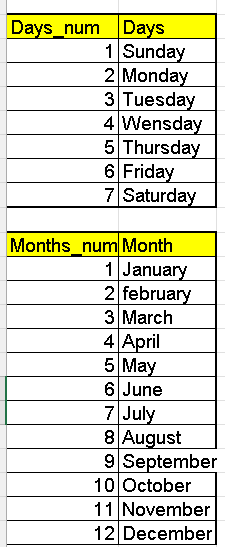 Days_num Days
1 Sunday
2 Monday
3 Tuesday
4 Wensday
5 Thursday
6 Friday
7 Saturday
Months_num Month
1 January
2 february
3 March
4 April
5 May
6 June
7 July
8 August
9 September
10 October
11 November
12 December